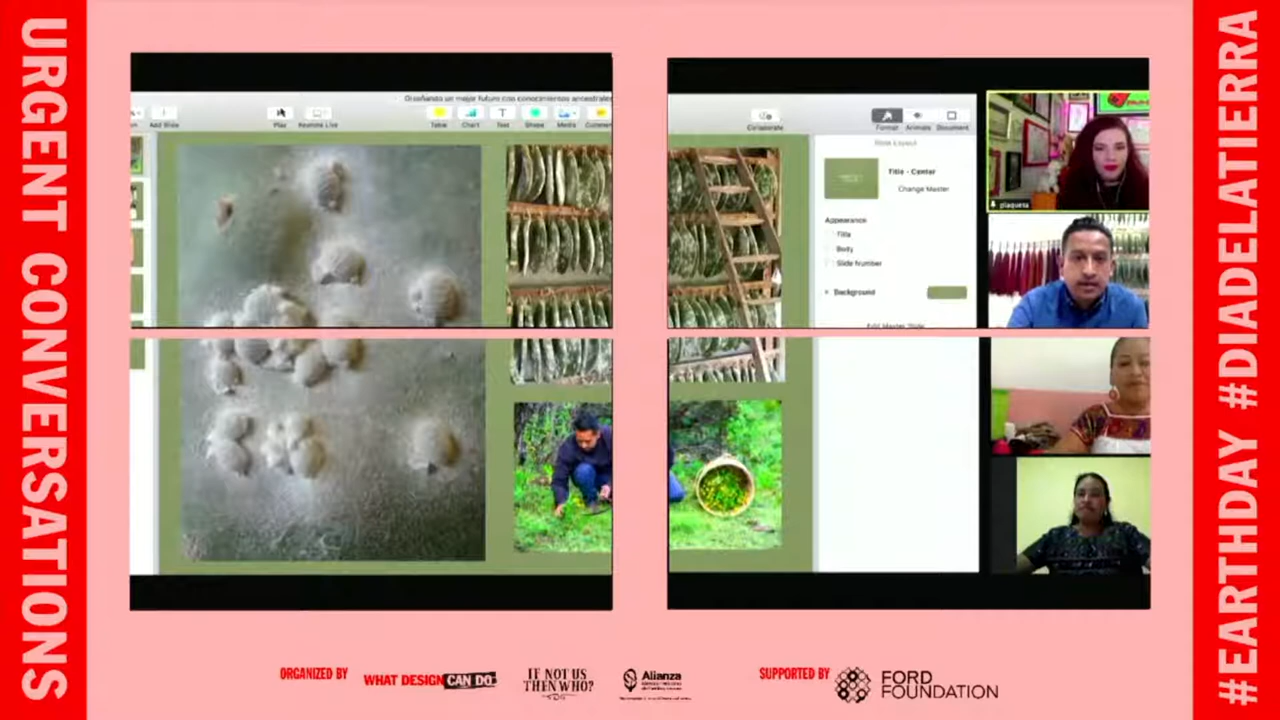 URGENT CONVERSATIONS
Diseñando un mejor futuro con conocimientos ancestrales
Add Slide
Play
Keynote Live
Table
Chart
Text
Shape
Media
Comment
Collaborate
Format
Animate
Document
Slide Layout
Title - Center
Change Master
Appearance
Title
Body
Slide Number
Background
Edit Master Slide
plaqueta
#EARTHDAY #DIADELATIERRA
ORGANIZED BY
WHAT DESIGN CAN DO
IF NOT US THEN WHO?
Alianza
SUPPORTED BY
FORD FOUNDATION